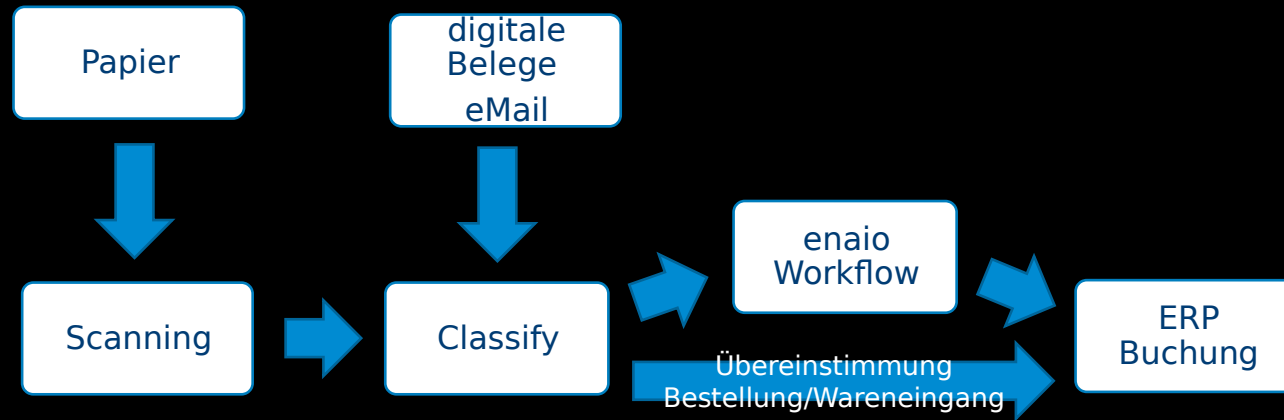 Papier
digitale
Belege
eMail
enaio
Workflow
Scanning
Classify
ERP
Buchung
Übereinstimmung
Bestellung/Wareneingang